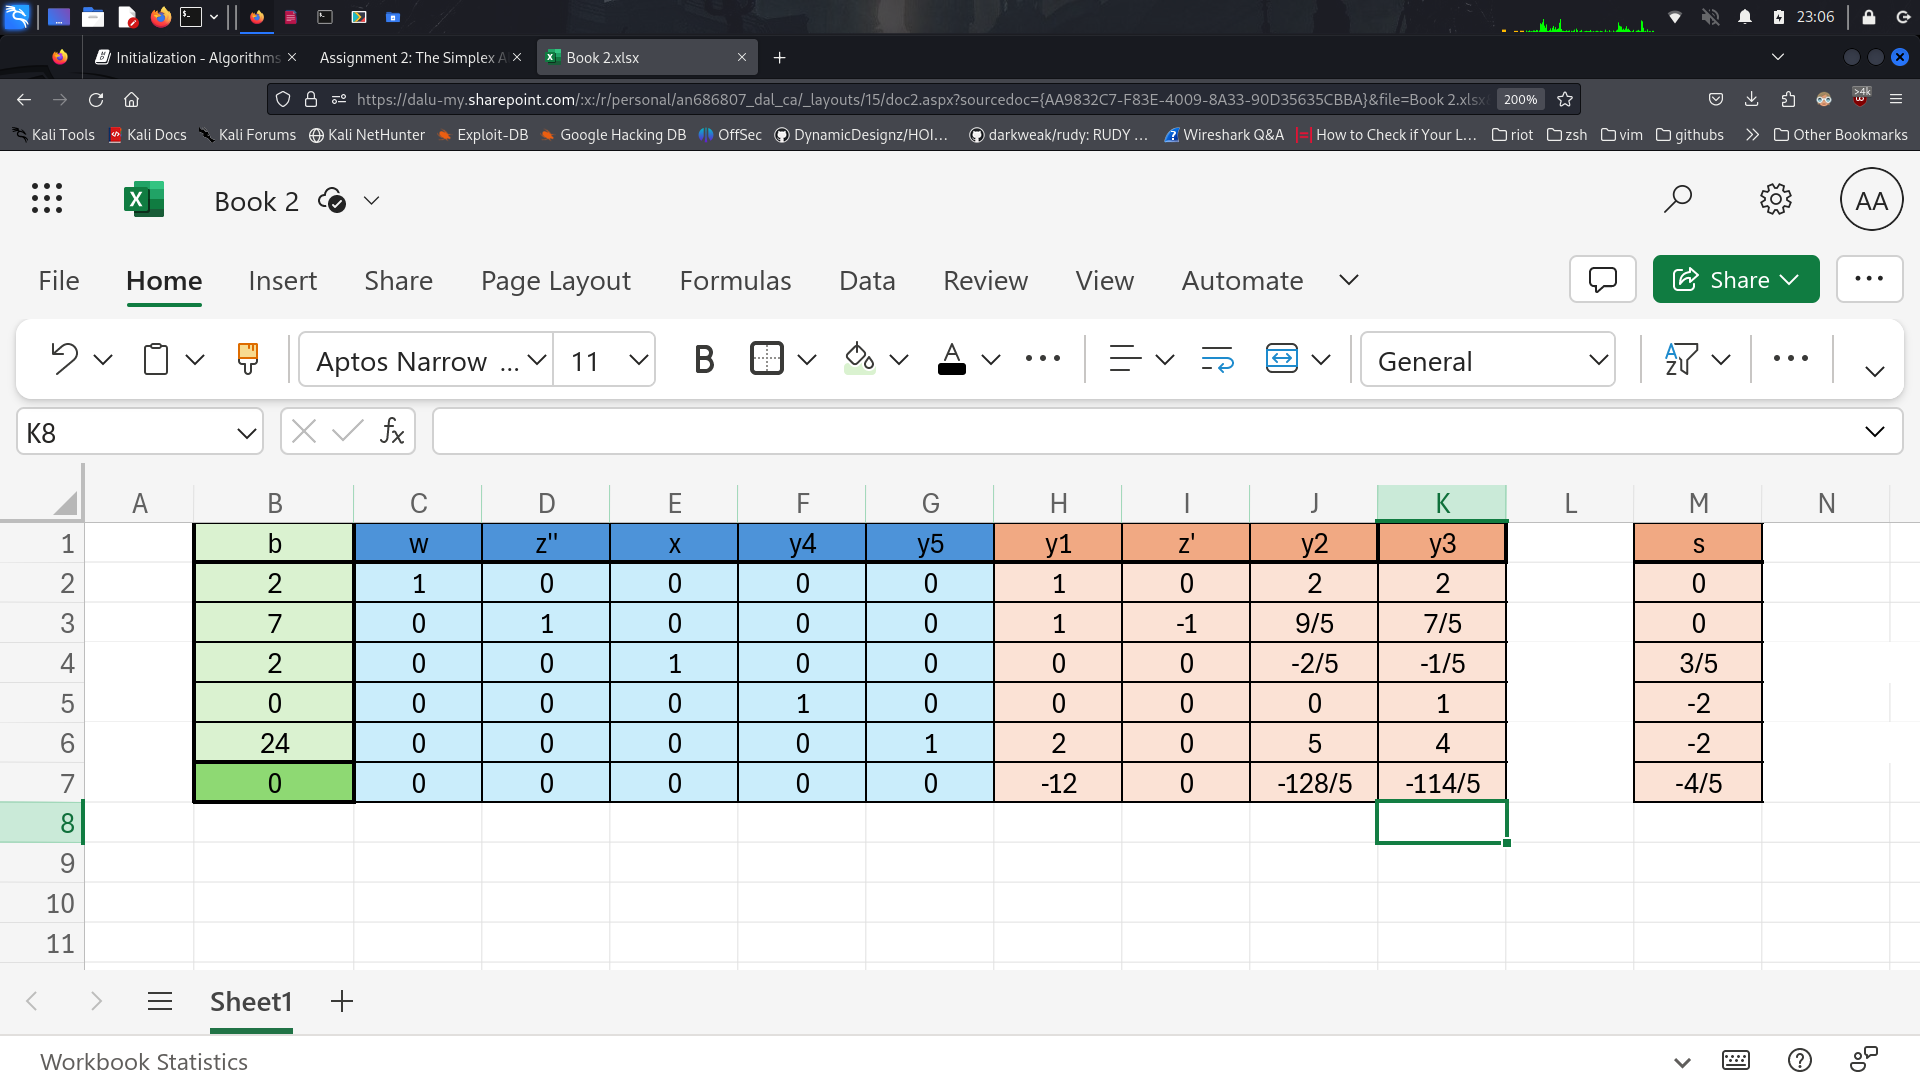 23:06
Initialization - Algorithms
Assignment 2: The Simplex A
Book 2.xlsx
https://dalu-my.sharepoint.com/:x:/r/personal/an686807_dal_ca/_layouts/15/doc2.aspx?sourcedoc={AA9832C7-F83E-4009-8A33-90D35635CBBA}&file=Book 2.xlsx
200%
>4k
Kali Tools Kali Docs Kali Forums Kali NetHunter Exploit-DB Google Hacking DB OffSec DynamicDesignz/HOI... darkweak/rudy: RUDY ... Wireshark Q&A How to Check if Your L... riot zsh vim githubs Other Bookmarks
Book 2
AA
File Home Insert Share Page Layout Formulas Data Review View Automate Share
Aptos Narrow ... 11 B A General
K8 fx
A B C D E F G H I J K L M N
1 b w z'' x y4 y5 y1 z' y2 y3 s
2 2 1 0 0 0 0 1 0 2 2 0
3 7 0 1 0 0 0 1 -1 9/5 7/5 0
4 2 0 0 1 0 0 0 0 -2/5 -1/5 3/5
5 0 0 0 0 1 0 0 0 0 1 -2
6 24 0 0 0 0 1 2 0 5 4 -2
7 0 0 0 0 0 0 -12 0 -128/5 -114/5 -4/5
8
9
10
11
Sheet1
Workbook Statistics